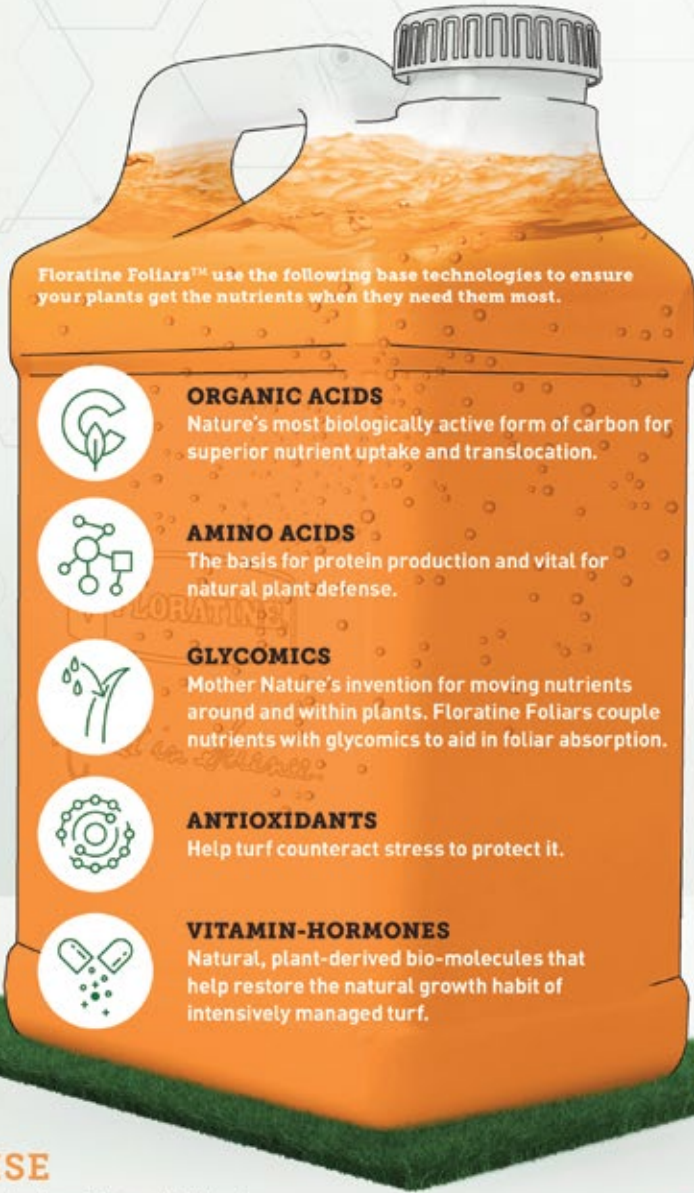 Floratine Foliars™ use the following base technologies to ensure
your plants get the nutrients when they need them most.
ORGANIC ACIDS
Nature's most biologically active form of carbon for
superior nutrient uptake and translocation.
AMINO ACIDS
The basis for protein production and vital for
natural plant defense.
FLORATINE
GLYCOMICS
Mother Nature's invention for moving nutrients
around and within plants. Floratine Foliars couple
nutrients with glycomics to aid in foliar absorption.
ANTIOXIDANTS
Help turf counteract stress to protect it.
VITAMIN-HORMONES
Natural, plant-derived bio-molecules that
help restore the natural growth habit of
intensively managed turf.